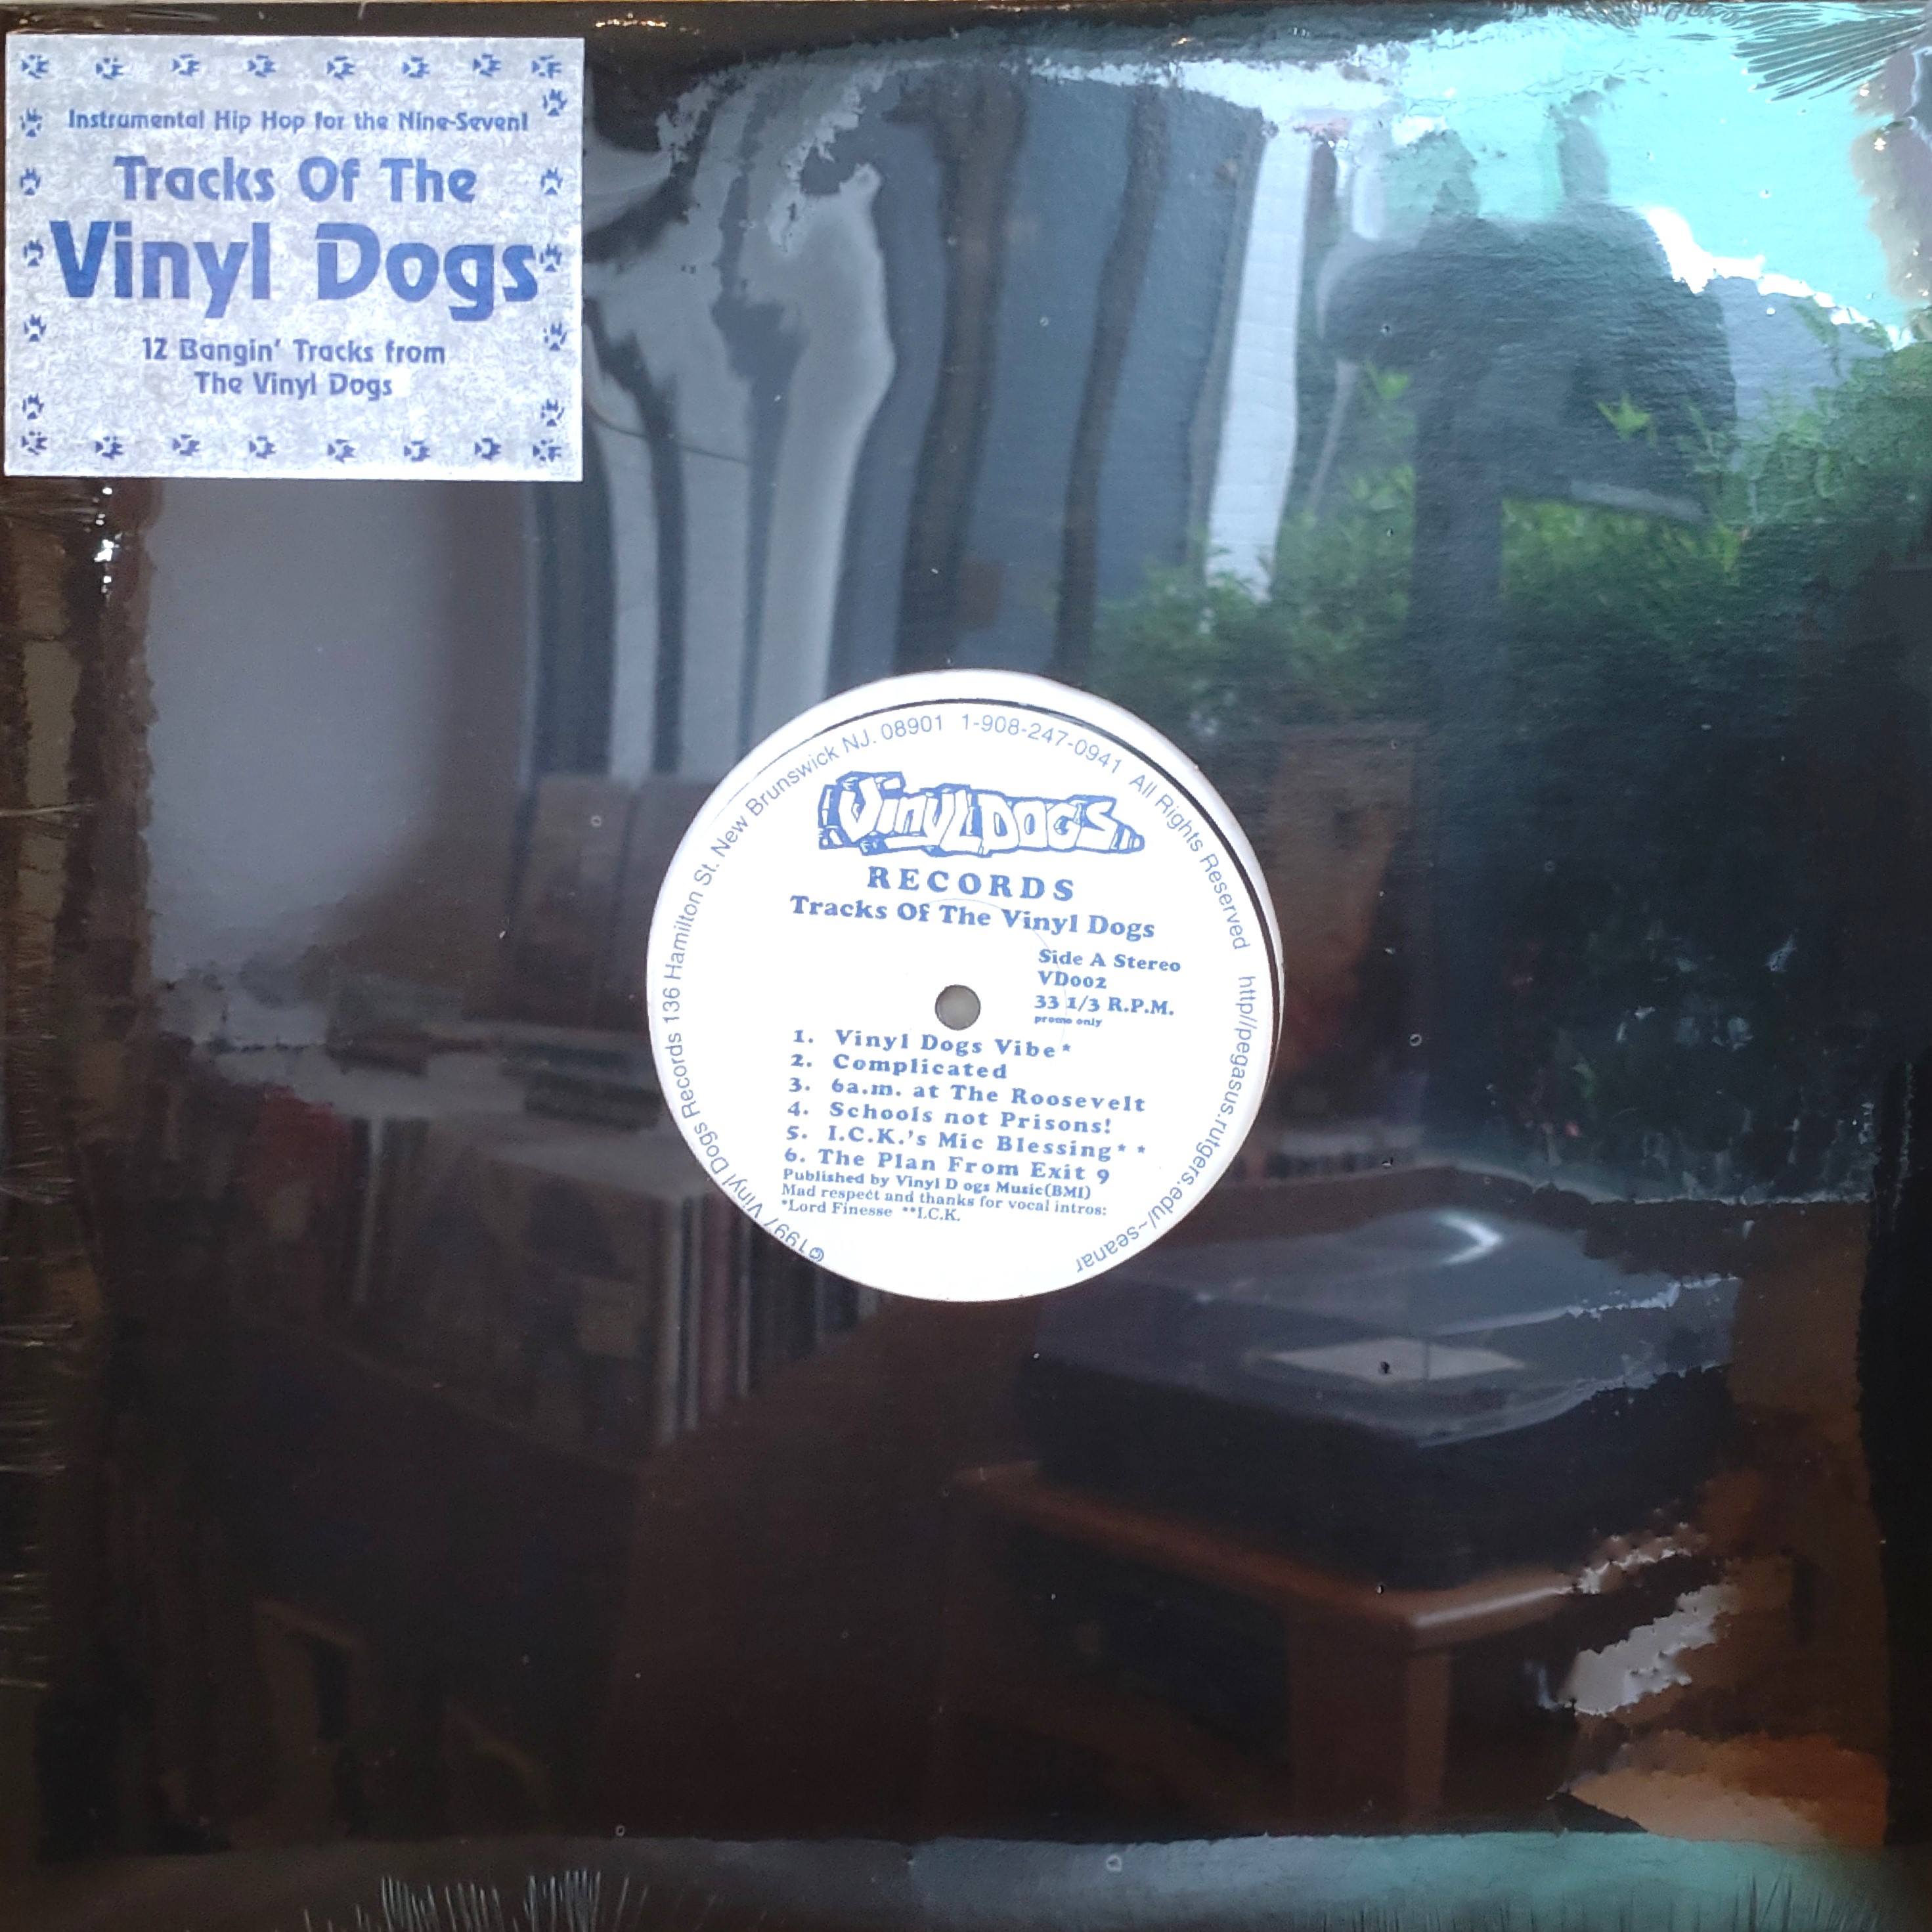 Instrumental Hip Hop for the Nine-Seven!
Tracks Of The
Vinyl Dogs
12 Bangin' Tracks from
The Vinyl Dogs
©1997 Vinyl Dogs Records 136 Hamilton St. New Brunswick NJ. 08901 1-908-247-0941 All Rights Reserved http//pegasus.rutgers.edu/~seanar
Vinyl DOGS
RECORDS
Tracks Of The Vinyl Dogs
Side A Stereo
VD002
33 1/3 R.P.M.
promo only
1. Vinyl Dogs Vibe*
2. Complicated
3. 6a.m. at The Roosevelt
4. Schools not Prisons!
5. I.C.K.'s Mic Blessing* *
6. The Plan From Exit 9
Published by Vinyl D ogs Music(BMI)
Mad respect and thanks for vocal intros:
*Lord Finesse **I.C.K.